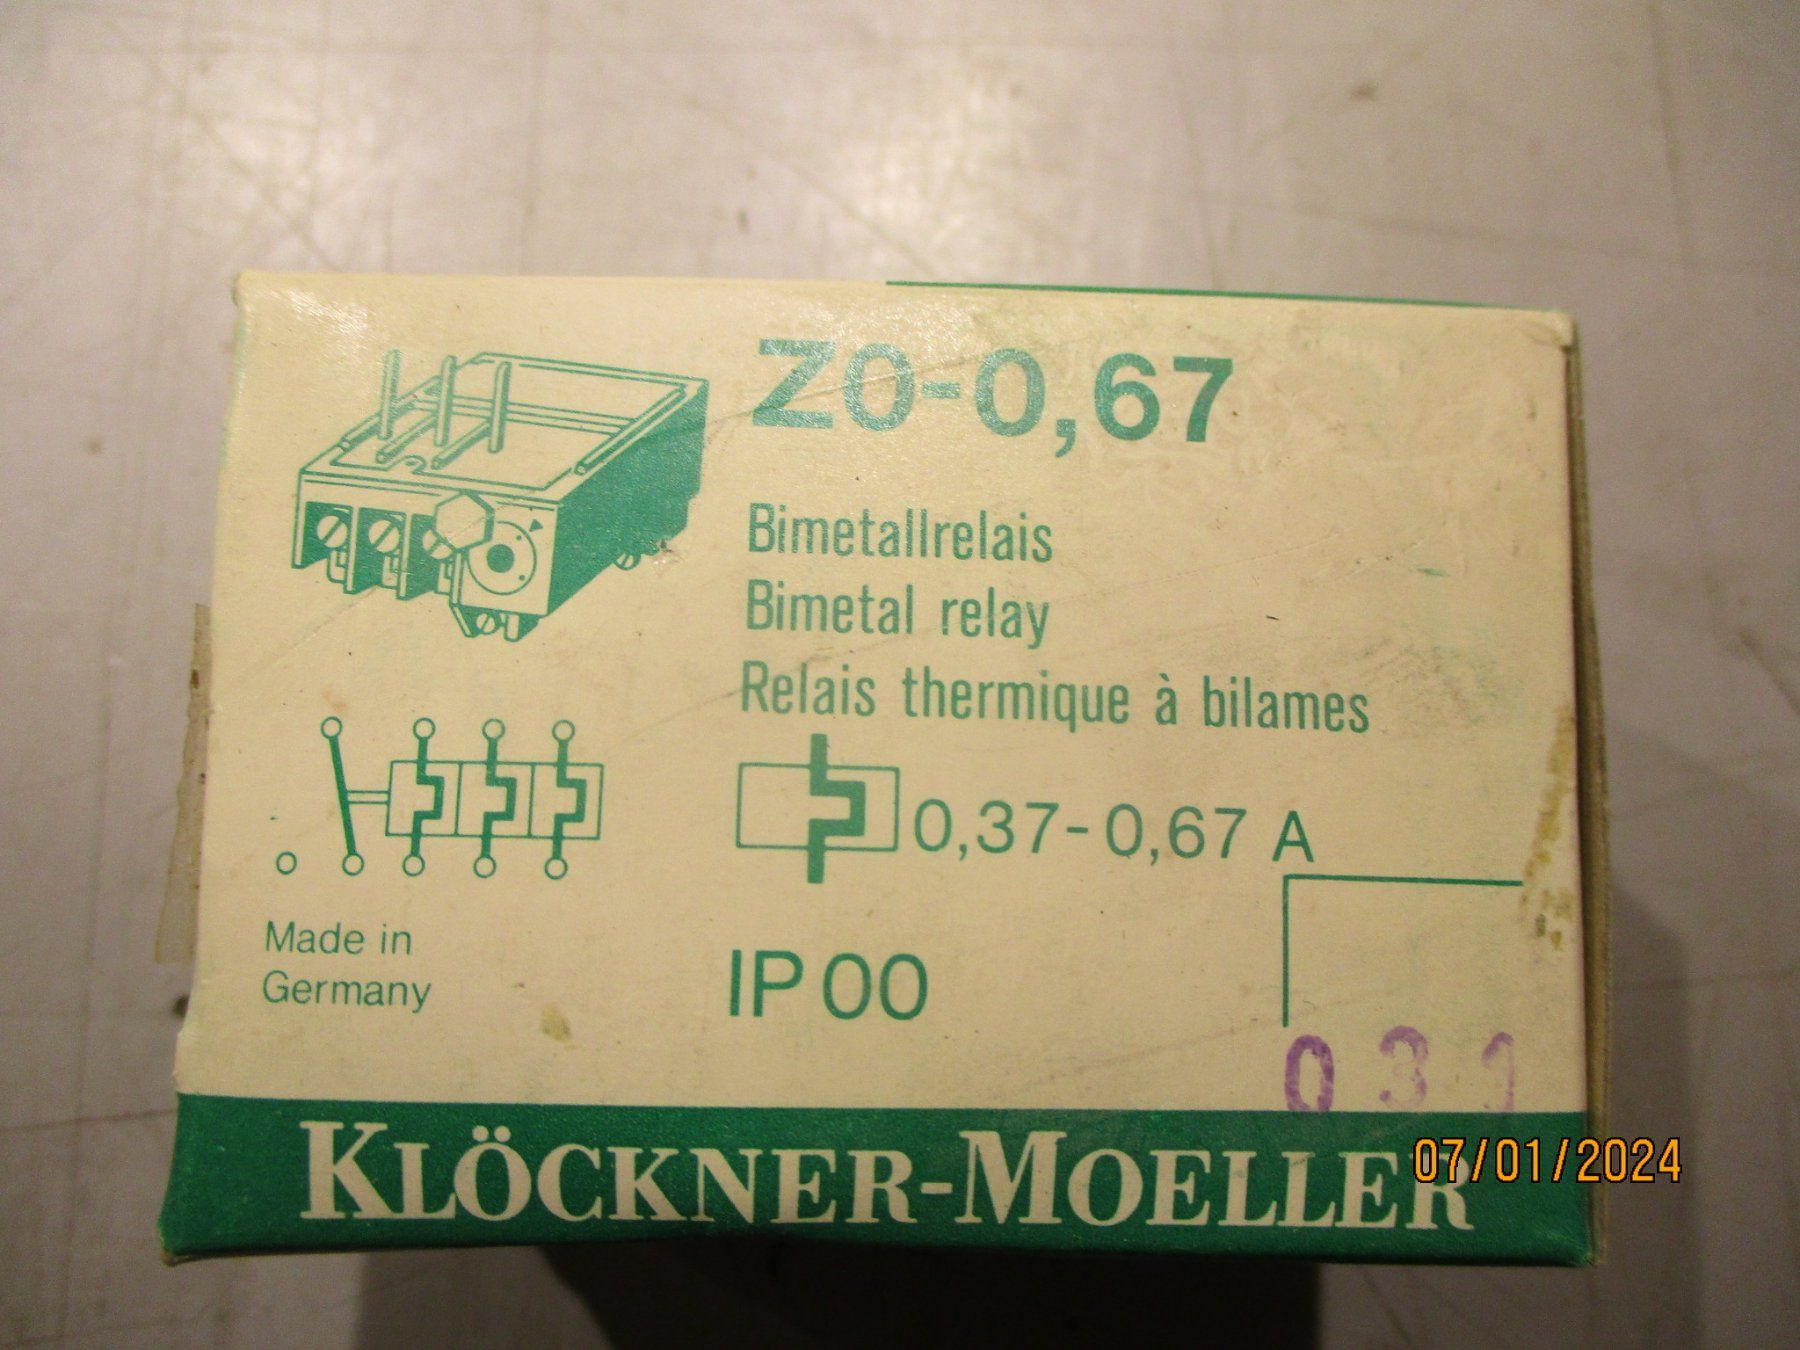 Z0-0,67
Bimetallrelais
Bimetal relay
Relais thermique à bilames
0,37-0,67 A
Made in
Germany
IP 00
031
KLÖCKNER-MOELLER
07/01/2024